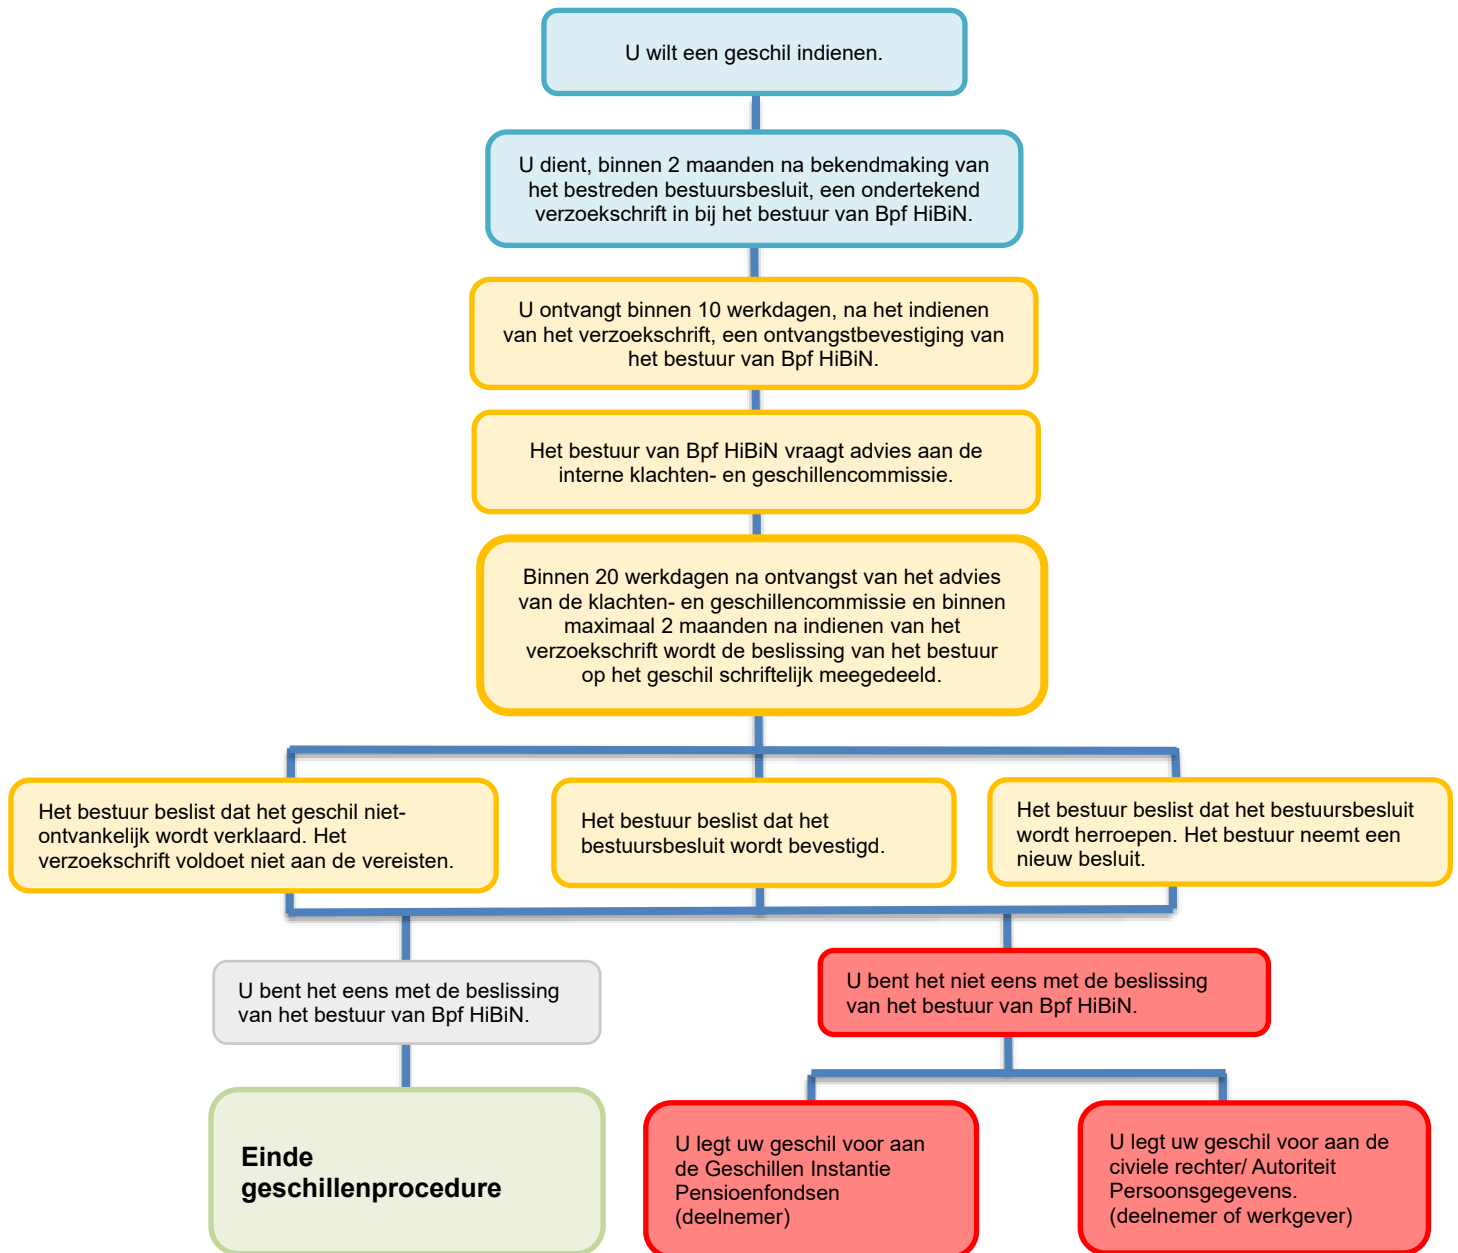 U wilt een geschil indienen.
U dient, binnen 2 maanden na bekendmaking van
het bestreden bestuursbesluit, een ondertekend
verzoekschrift in bij het bestuur van Bpf HiBiN.
U ontvangt binnen 10 werkdagen, na het indienen
van het verzoekschrift, een ontvangstbevestiging van
het bestuur van Bpf HiBiN.
Het bestuur van Bpf HiBiN vraagt advies aan de
interne klachten- en geschillencommissie.
Binnen 20 werkdagen na ontvangst van het advies
van de klachten- en geschillencommissie en binnen
maximaal 2 maanden na indienen van het
verzoekschrift wordt de beslissing van het bestuur
op het geschil schriftelijk meegedeeld.
Het bestuur beslist dat het geschil niet-
ontvankelijk wordt verklaard. Het
verzoekschrift voldoet niet aan de vereisten.
Het bestuur beslist dat het
bestuursbesluit wordt bevestigd.
Het bestuur beslist dat het bestuursbesluit
wordt herroepen. Het bestuur neemt een
nieuw besluit.
U bent het eens met de beslissing
van het bestuur van Bpf HiBiN.
U bent het niet eens met de beslissing
van het bestuur van Bpf HiBiN.
Einde
geschillenprocedure
U legt uw geschil voor aan
de Geschillen Instantie
Pensioenfondsen
(deelnemer)
U legt uw geschil voor aan de
civiele rechter/ Autoriteit
Persoonsgegevens.
(deelnemer of werkgever)